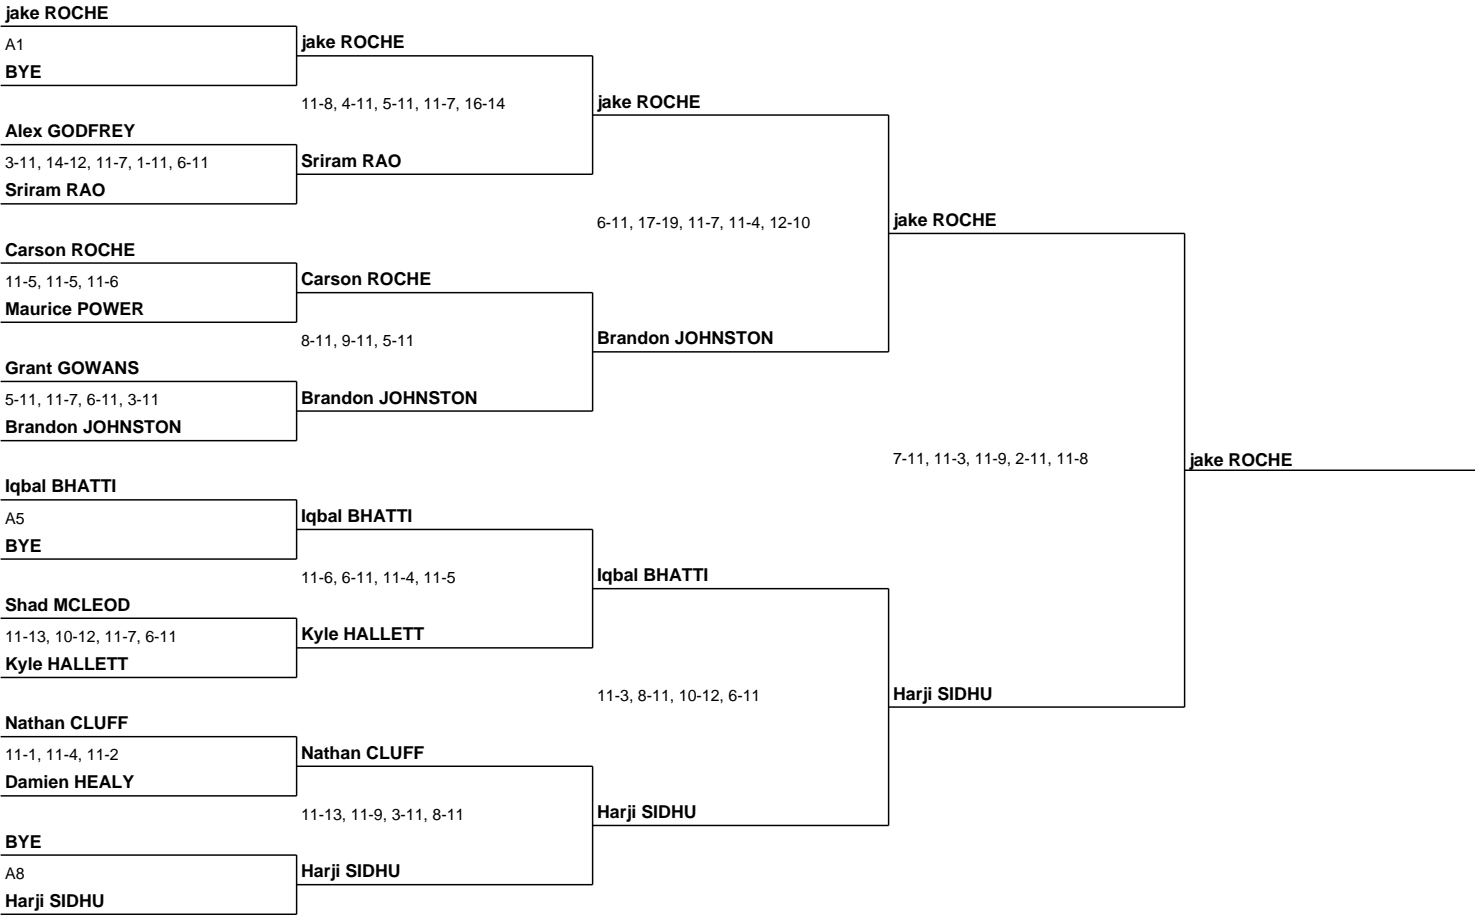 jake ROCHE
A1
BYE
Alex GODFREY
3-11, 14-12, 11-7, 1-11, 6-11
Sriram RAO
Carson ROCHE
11-5, 11-5, 11-6
Maurice POWER
Grant GOWANS
5-11, 11-7, 6-11, 3-11
Brandon JOHNSTON
Iqbal BHATTI
A5
BYE
Shad MCLEOD
11-13, 10-12, 11-7, 6-11
Kyle HALLETT
Nathan CLUFF
11-1, 11-4, 11-2
Damien HEALY
BYE
A8
Harji SIDHU
jake ROCHE
11-8, 4-11, 5-11, 11-7, 16-14
Sriram RAO
Carson ROCHE
8-11, 9-11, 5-11
Brandon JOHNSTON
Iqbal BHATTI
11-6, 6-11, 11-4, 11-5
Kyle HALLETT
Nathan CLUFF
11-13, 11-9, 3-11, 8-11
Harji SIDHU
jake ROCHE
6-11, 17-19, 11-7, 11-4, 12-10
Brandon JOHNSTON
Iqbal BHATTI
11-3, 8-11, 10-12, 6-11
Harji SIDHU
jake ROCHE
7-11, 11-3, 11-9, 2-11, 11-8
Harji SIDHU
jake ROCHE